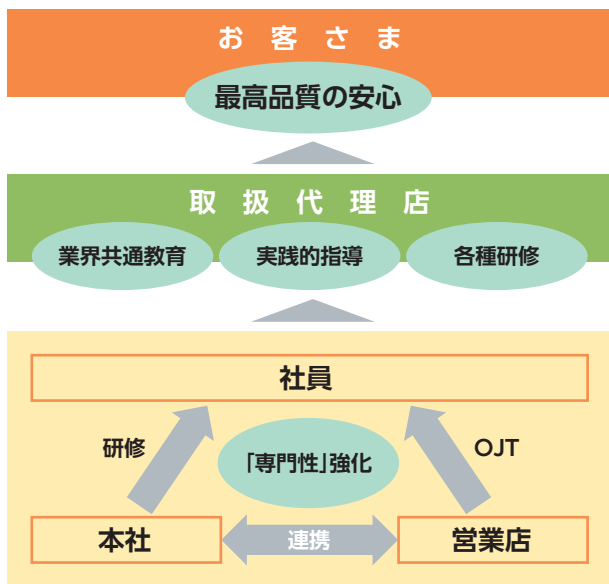 お客さま
最高品質の安心
取扱代理店
業界共通教育
実践的指導
各種研修
社員
研修
「専門性」強化
OJT
本社
連携
営業店